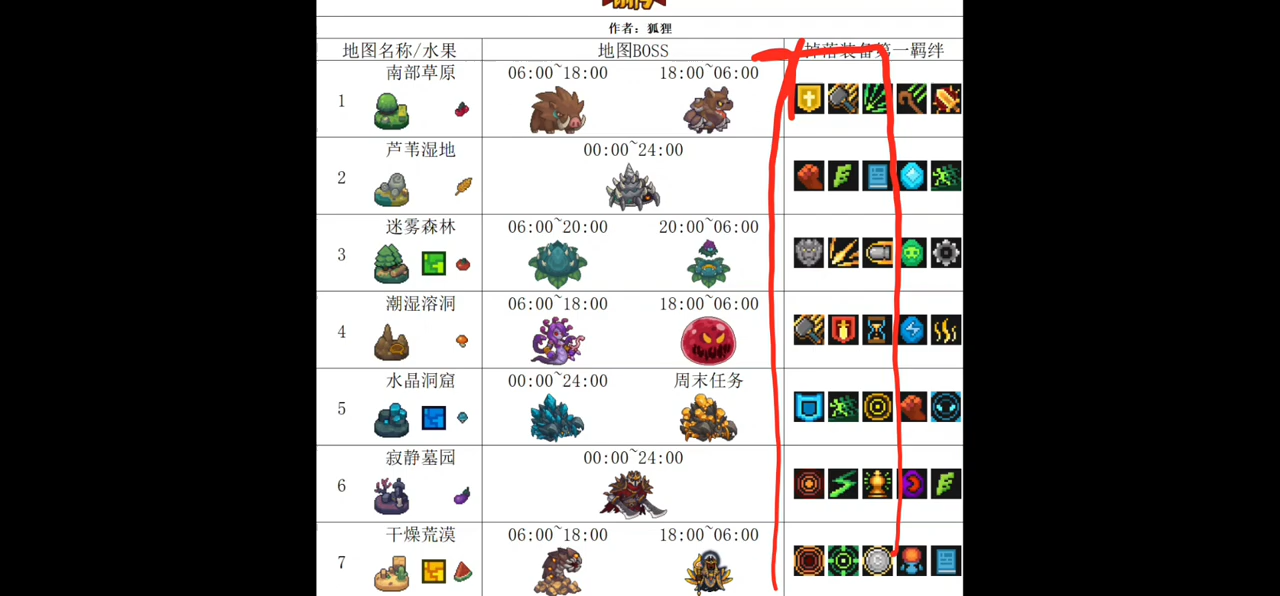 作者: 狐狸
地图名称/水果 地图BOSS 掉落装备第一羁绊
南部草原 06:00~18:00 18:00~06:00
1
芦苇湿地 00:00~24:00
2
迷雾森林 06:00~20:00 20:00~06:00
3
潮湿溶洞 06:00~18:00 18:00~06:00
4
水晶洞窟 00:00~24:00 周末任务
5
寂静墓园 00:00~24:00
6
干燥荒漠 06:00~18:00 18:00~06:00
7